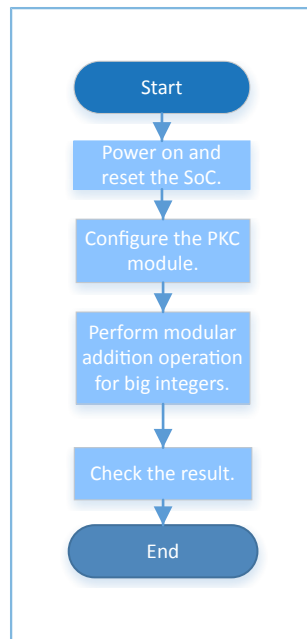 Start
Power on and
reset the SoC.
Configure the PKC
module.
Perform modular
addition operation
for big integers.
Check the result.
End